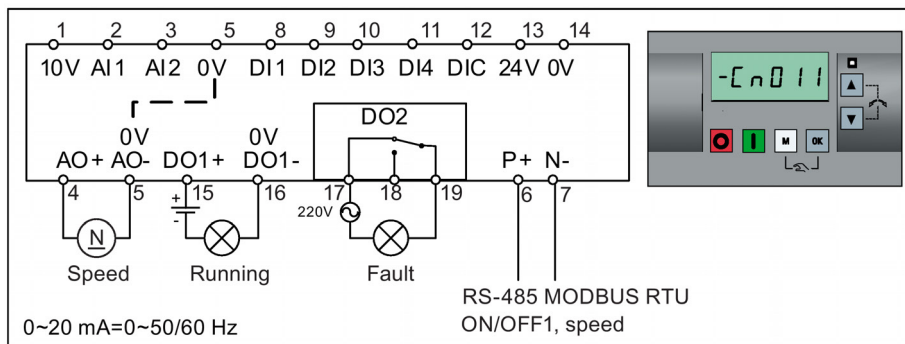 1 2 3 5 8 9 10 11 12 13 14
10V AI1 AI2 0V DI1 DI2 DI3 DI4 DIC 24V 0V
-Cn011
DO2
0V 0V
AO+ AO- DO1+ DO1- P+ N-
4 5 15 16 17 18 19 6 7
+
-
220V
N
M OK
Speed Running Fault
RS-485 MODBUS RTU
ON/OFF1, speed
0~20 mA=0~50/60 Hz